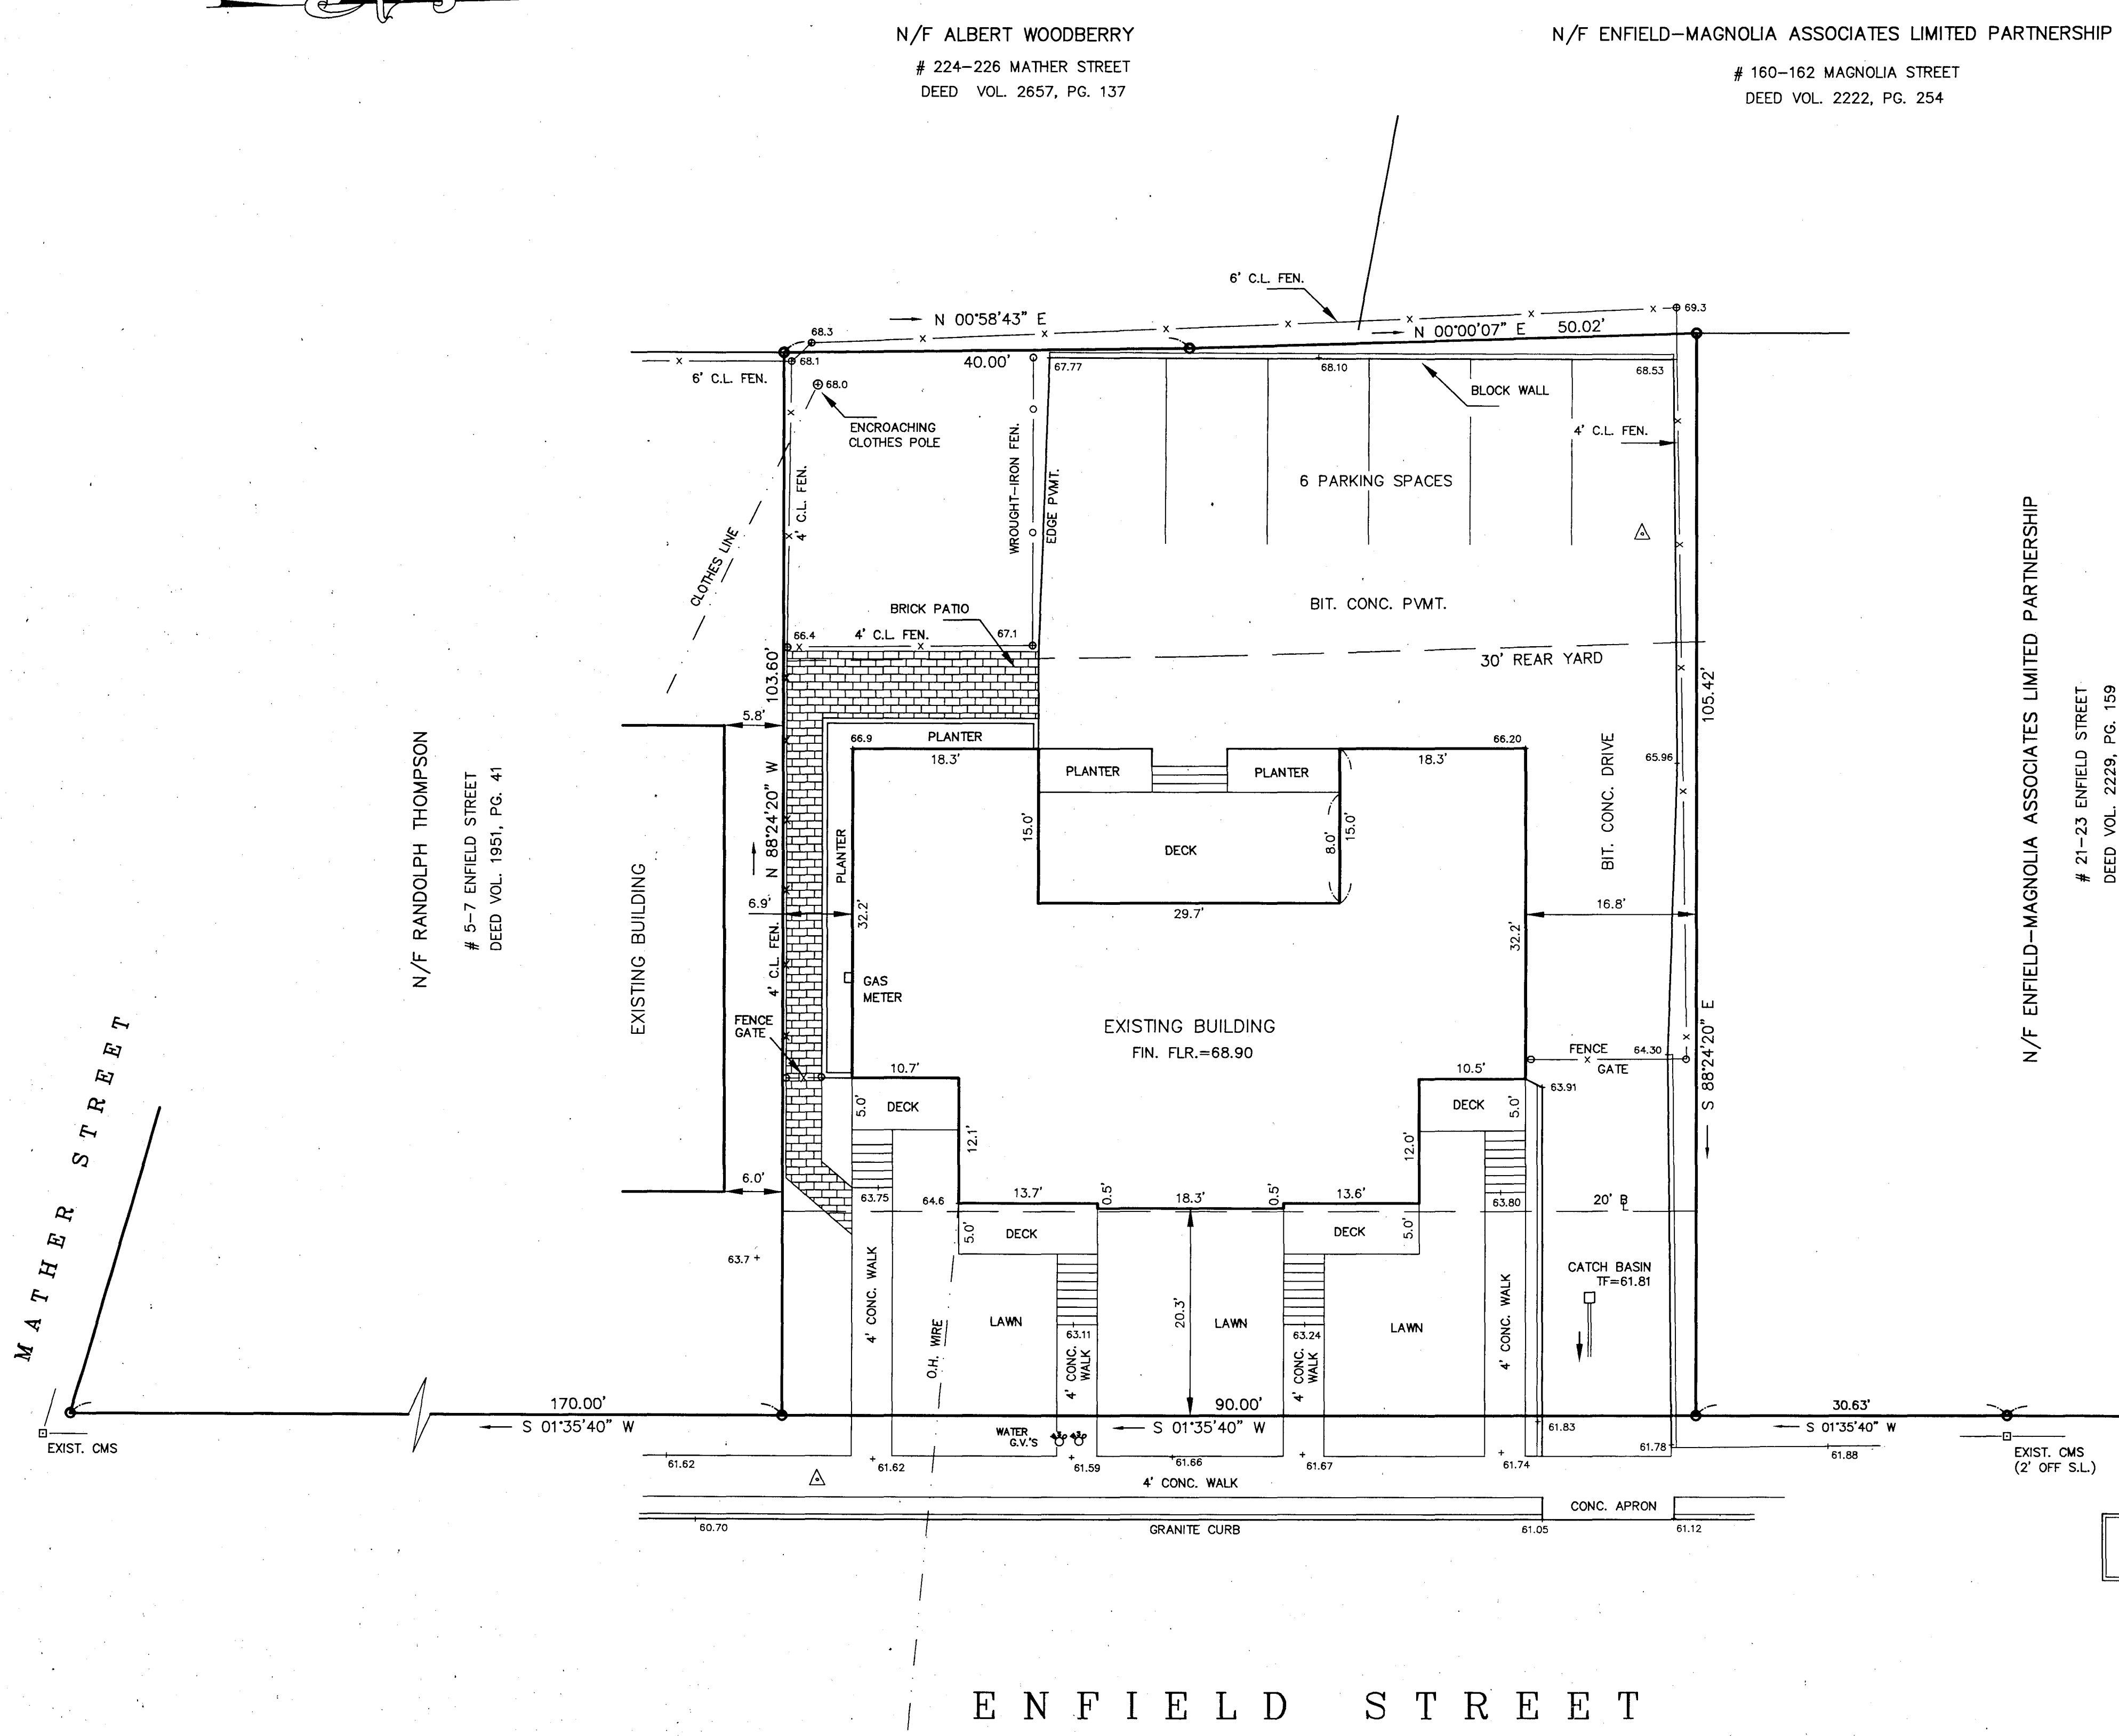 N/F ALBERT WOODBERRY
# 224-226 MATHER STREET
DEED VOL. 2657, PG. 137
N/F ENFIELD-MAGNOLIA ASSOCIATES LIMITED PARTNERSHIP
# 160-162 MAGNOLIA STREET
DEED VOL. 2222, PG. 254
6' C.L. FEN.
69.3
N 00°58'43" E
N 00°00'07" E 50.02'
68.3
68.1
40.00'
67.77
68.10
68.53
6' C.L. FEN.
68.0
BLOCK WALL
ENCROACHING
CLOTHES POLE
4' C.L. FEN.
4' C.L. FEN.
WROUGHT-IRON FEN.
EDGE PVMT.
6 PARKING SPACES
CLOTHES LINE
BRICK PATIO
BIT. CONC. PVMT.
66.4
4' C.L. FEN.
67.1
30' REAR YARD
103.60'
105.42'
5.8'
PLANTER
66.9
18.3'
PLANTER
PLANTER
18.3'
66.20
65.96
BIT. CONC. DRIVE
N/F RANDOLPH THOMPSON
# 5-7 ENFIELD STREET
DEED VOL. 1951, PG. 41
N 88°24'20" W
15.0'
DECK
8.0'
15.0'
PLANTER
N/F ENFIELD-MAGNOLIA ASSOCIATES LIMITED PARTNERSHIP
# 21-23 ENFIELD STREET
DEED VOL. 2229, PG. 159
EXISTING BUILDING
6.9'
32.2'
29.7'
32.2'
16.8'
4' C.L. FEN.
GAS
METER
FENCE
GATE
EXISTING BUILDING
FIN. FLR.=68.90
FENCE
GATE
64.30
S 88°24'20" E
10.7'
10.5'
63.91
5.0'
DECK
DECK
5.0'
12.1'
12.0'
MATHER STREET
6.0'
63.75
64.6
13.7'
0.5'
18.3'
0.5'
13.6'
63.80
20' BL
5.0'
DECK
DECK
5.0'
63.7
4' CONC. WALK
4' CONC. WALK
CATCH BASIN
TF=61.81
O.H. WIRE
LAWN
20.3'
LAWN
LAWN
63.11
63.24
4' CONC.
WALK
4' CONC.
WALK
170.00'
90.00'
30.63'
S 01°35'40" W
WATER
G.V.'S
S 01°35'40" W
61.83
S 01°35'40" W
EXIST. CMS
61.62
61.62
61.59
61.66
61.67
61.74
61.78
61.88
EXIST. CMS
(2' OFF S.L.)
4' CONC. WALK
CONC. APRON
60.70
GRANITE CURB
61.05
61.12
ENFIELD STREET